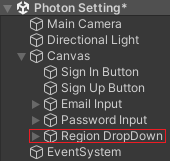 Photon Setting*
Main Camera
Directional Light
Canvas
Sign In Button
Sign Up Button
Email Input
Password Input
Region DropDown
EventSystem